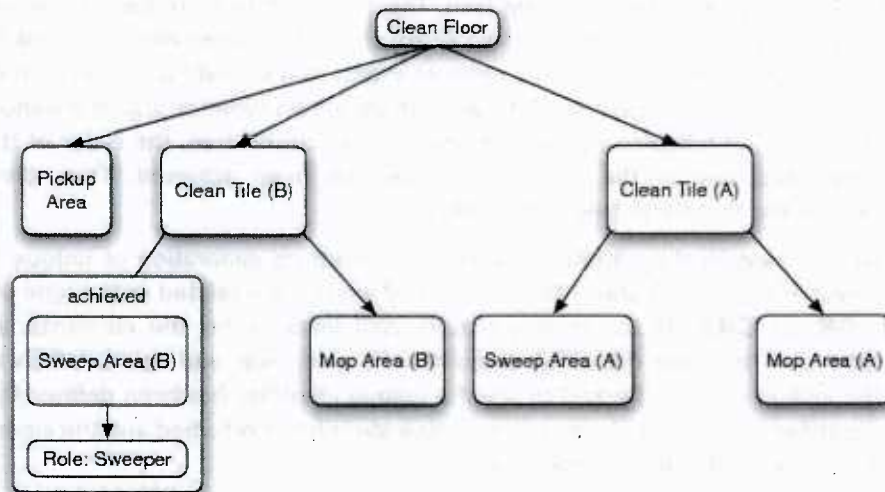 Clean Floor
Pickup
Area
Clean Tile (B)
Clean Tile (A)
achieved
Sweep Area (B)
Mop Area (B)
Sweep Area (A)
Mop Area (A)
Role: Sweeper